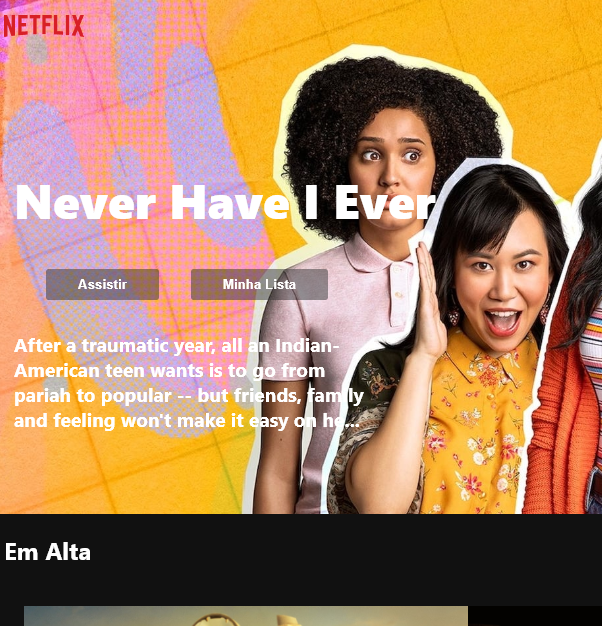 NETFLIX
Never Have I Ever
Assistir
Minha Lista
After a traumatic year, all an Indian-
American teen wants is to go from
pariah to popular -- but friends, family
and feeling won't make it easy on he...
Em Alta